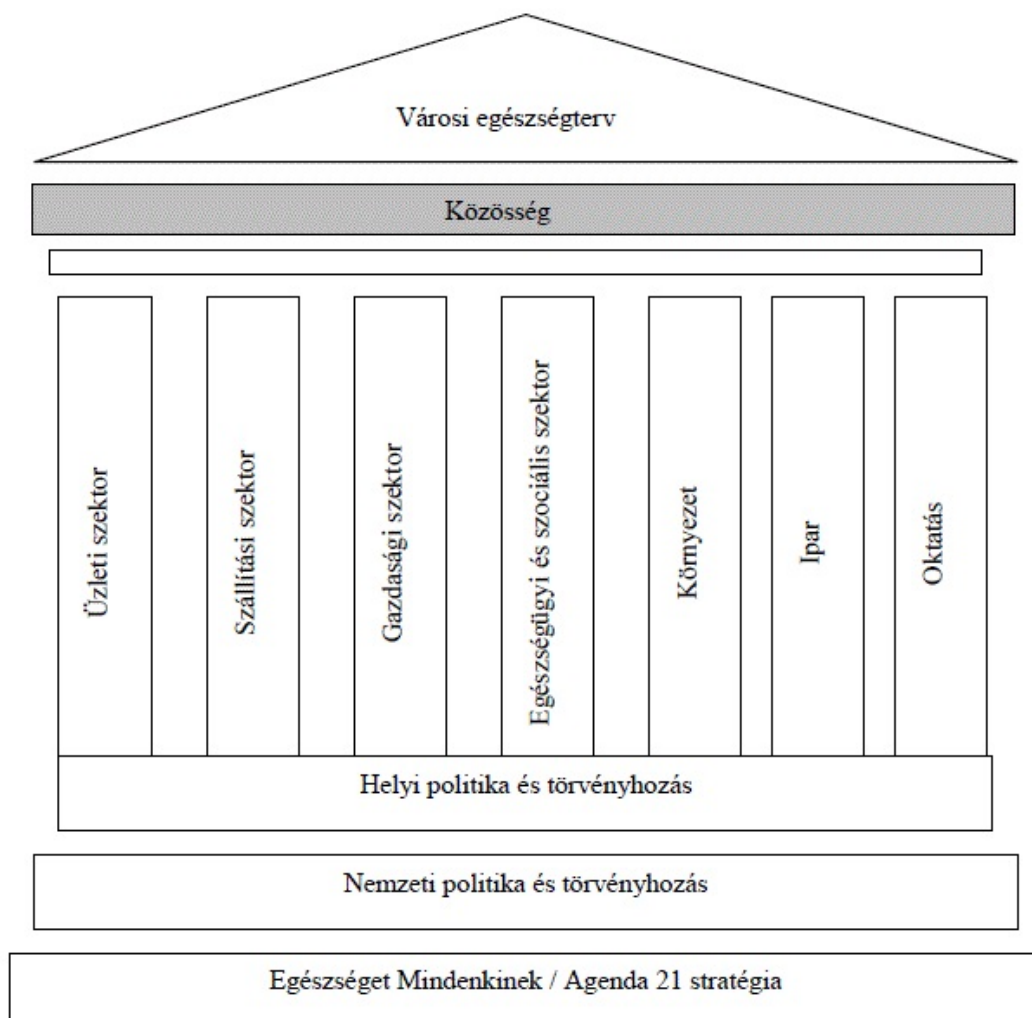 Városi egészségterv
Közösség
Üzleti szektor
Szállítási szektor
Gazdasági szektor
Egészségügyi és szociális szektor
Környezet
Ipar
Oktatás
Helyi politika és törvényhozás
Nemzeti politika és törvényhozás
Egészséget Mindenkinek / Agenda 21 stratégia